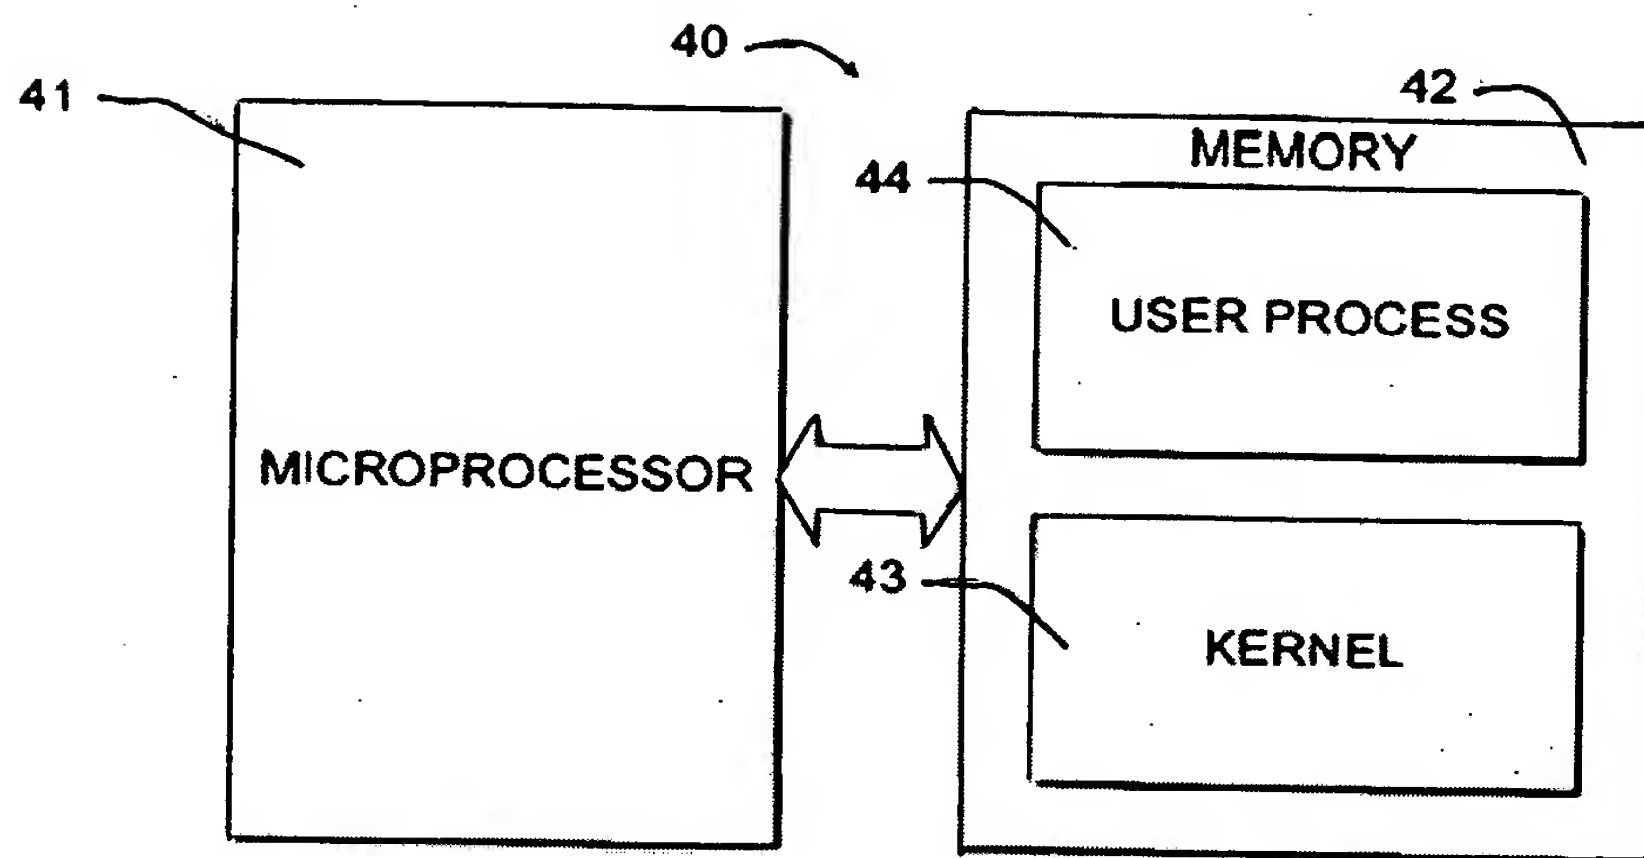 40
41
42
MEMORY
44
USER PROCESS
MICROPROCESSOR
43
KERNEL